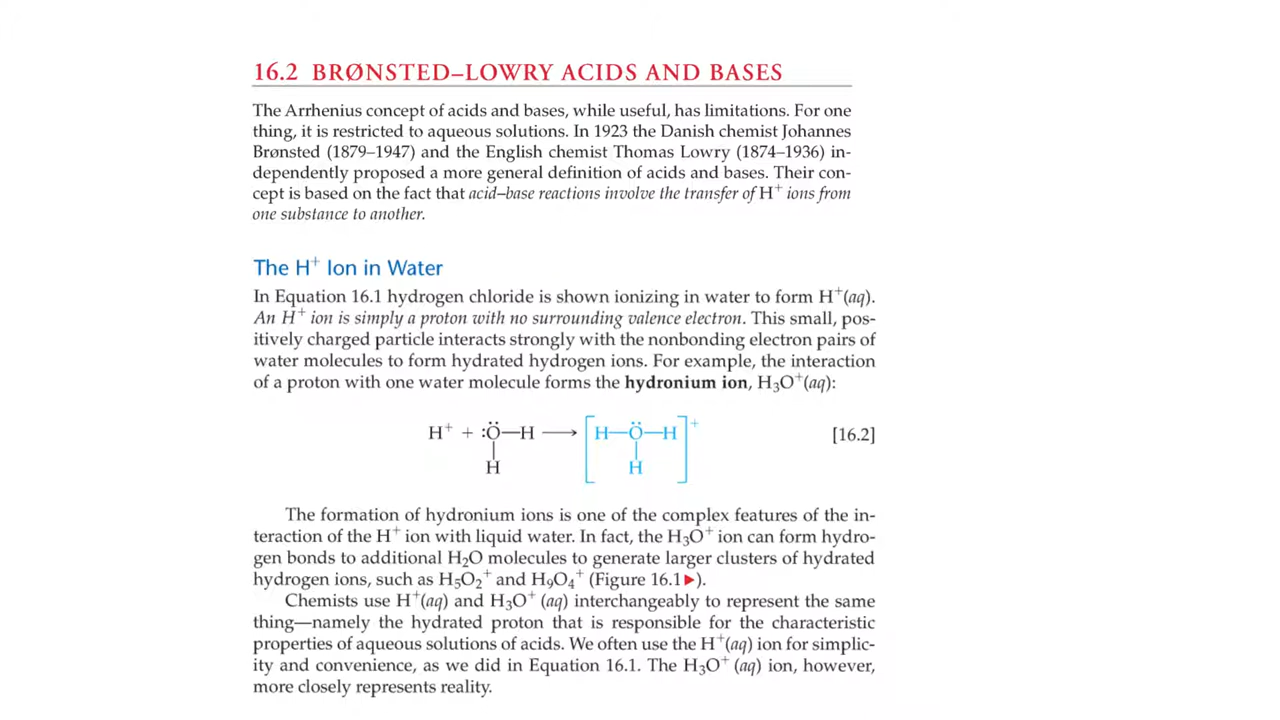 16.2 BRØNSTED–LOWRY ACIDS AND BASES
The Arrhenius concept of acids and bases, while useful, has limitations. For one
thing, it is restricted to aqueous solutions. In 1923 the Danish chemist Johannes
Brønsted (1879–1947) and the English chemist Thomas Lowry (1874–1936) in-
dependently proposed a more general definition of acids and bases. Their con-
cept is based on the fact that acid–base reactions involve the transfer of H⁺ ions from
one substance to another.
The H⁺ Ion in Water
In Equation 16.1 hydrogen chloride is shown ionizing in water to form H⁺(aq).
An H⁺ ion is simply a proton with no surrounding valence electron. This small, pos-
itively charged particle interacts strongly with the nonbonding electron pairs of
water molecules to form hydrated hydrogen ions. For example, the interaction
of a proton with one water molecule forms the hydronium ion, H₃O⁺(aq):
H⁺ + :Ö—H ⟶ [H—Ö—H]⁺ [16.2]
H H
The formation of hydronium ions is one of the complex features of the in-
teraction of the H⁺ ion with liquid water. In fact, the H₃O⁺ ion can form hydro-
gen bonds to additional H₂O molecules to generate larger clusters of hydrated
hydrogen ions, such as H₅O₂⁺ and H₉O₄⁺ (Figure 16.1▶).
Chemists use H⁺(aq) and H₃O⁺ (aq) interchangeably to represent the same
thing—namely the hydrated proton that is responsible for the characteristic
properties of aqueous solutions of acids. We often use the H⁺(aq) ion for simplic-
ity and convenience, as we did in Equation 16.1. The H₃O⁺ (aq) ion, however,
more closely represents reality.